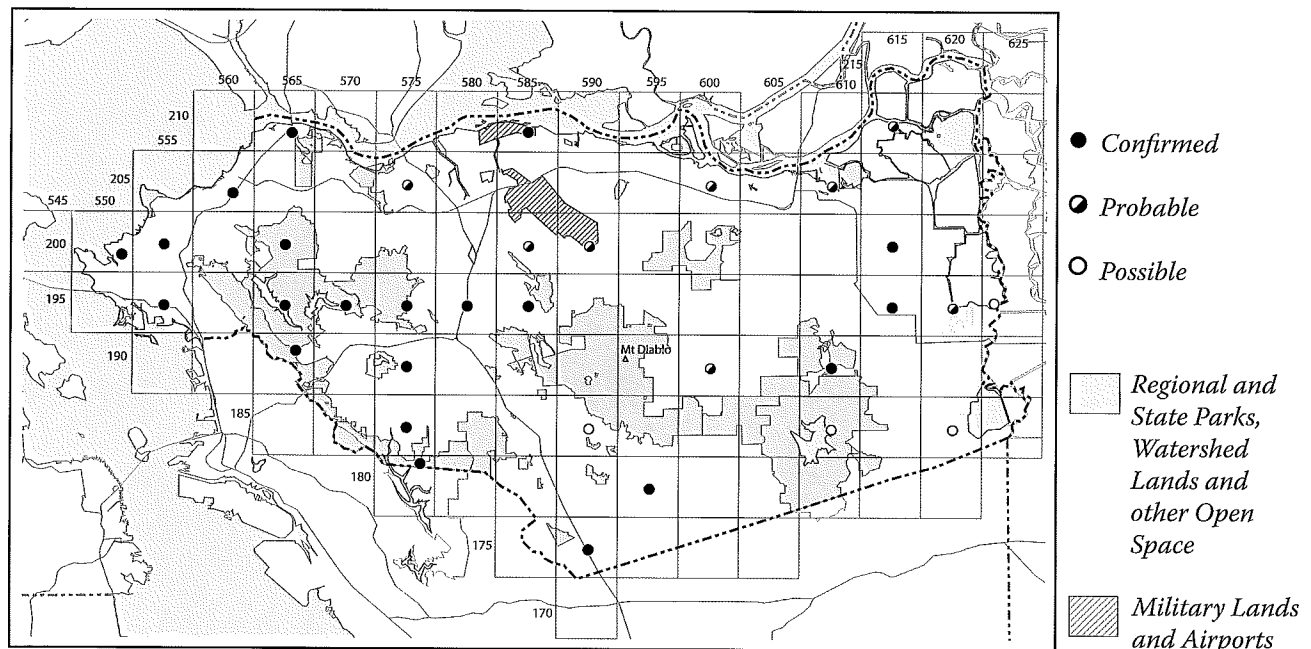 615 620 625
215
560 565 570 575 580 585 590 595 600 605 610
210
555
205
545 550
200
195
190
185
180
175
170
Mt Diablo
Confirmed
Probable
Possible
Regional and
State Parks,
Watershed
Lands and
other Open
Space
Military Lands
and Airports